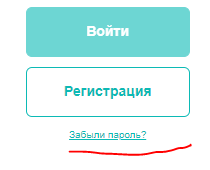 Войти
Регистрация
Забыли пароль?